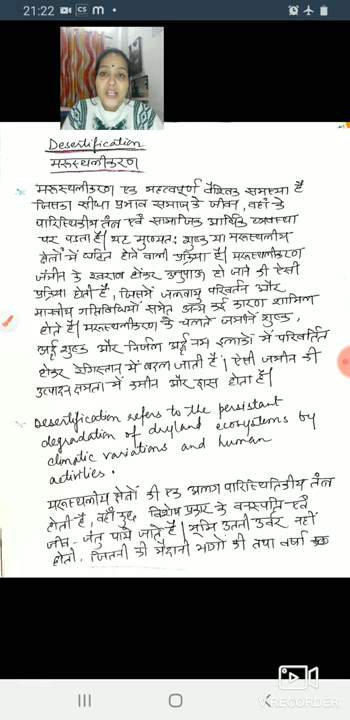 21:22 CS m
Desertification
मरूस्थलीकरण
मरूस्थलीकरण एक महत्वपूर्ण वैश्विक समस्या है
जिसका सीधा प्रभाव समाज के जीवन, वहाँ के
पारिस्थितिकीय तंत्र एवं सामाजिक आर्थिक व्यवस्था
पर पड़ता है। यह मुख्यतः शुष्क या मरूस्थलीय
क्षेत्रों में घटित होने वाली प्रक्रिया है। मरूस्थलीकरण
जमीन के खराब होकर अनुपजाऊ हो जाने की ऐसी
प्रक्रिया होती है, जिसमें जलवायु परिवर्तन और
मानवीय गतिविधियों समेत अन्य कई कारण शामिल
होते हैं। मरूस्थलीकरण के चलते जमीनें शुष्क,
अर्द्ध शुष्क और निर्जल अर्द्ध नम इलाकों में परिवर्तित
होकर रेगिस्तान में बदल जाती हैं। ऐसी जमीन की
उत्पादन क्षमता में कमी और ह्रास होता है।
Desertification refers to the persistant
degradation of dryland ecosystems by
climatic variations and human
activities.
मरूस्थलीय क्षेत्रों की एक अलग पारिस्थितिकीय तंत्र
होती है, वहाँ कुछ विशेष प्रकार के वनस्पति एवं
जीव-जंतु पाये जाते हैं। भूमि उतनी उर्वर नहीं
होती, जितनी की मैदानी भागों की तथा वर्षा
V RECORDER